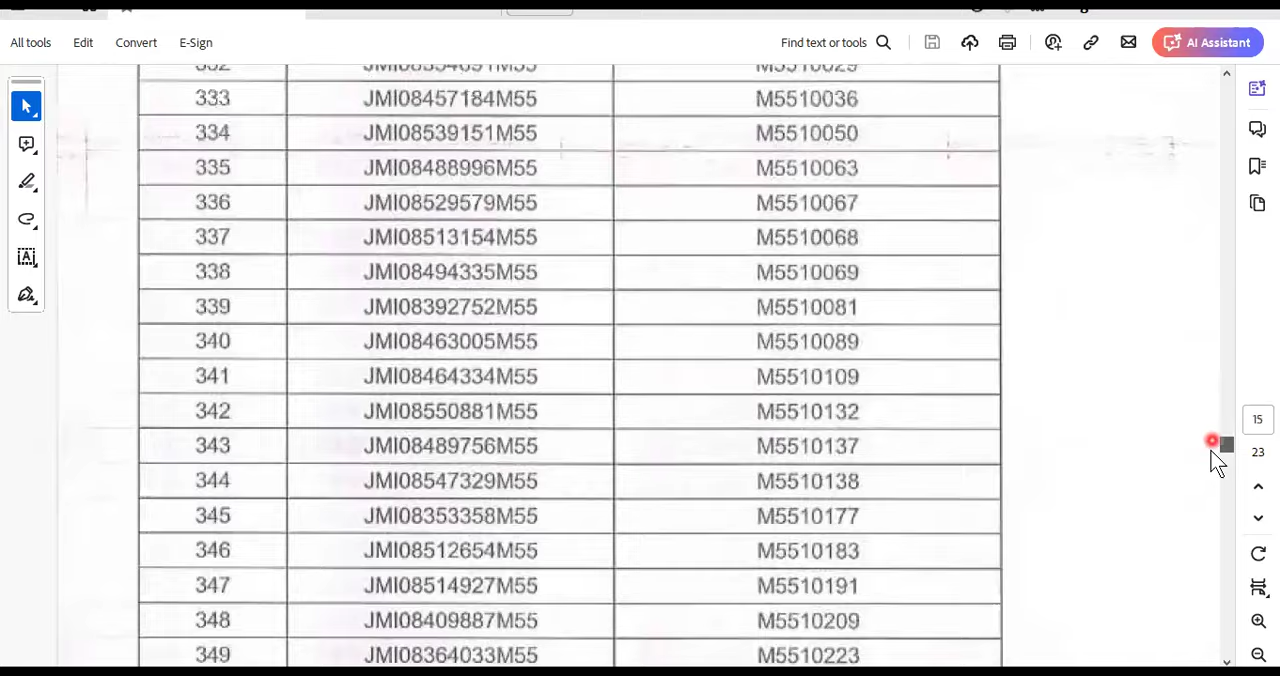 All tools Edit Convert E-Sign Find text or tools AI Assistant
333 JMI08457184M55 M5510036
334 JMI08539151M55 M5510050
335 JMI08488996M55 M5510063
336 JMI08529579M55 M5510067
337 JMI08513154M55 M5510068
338 JMI08494335M55 M5510069
339 JMI08392752M55 M5510081
340 JMI08463005M55 M5510089
341 JMI08464334M55 M5510109
342 JMI08550881M55 M5510132
343 JMI08489756M55 M5510137
344 JMI08547329M55 M5510138
345 JMI08353358M55 M5510177
346 JMI08512654M55 M5510183
347 JMI08514927M55 M5510191
348 JMI08409887M55 M5510209
349 JMI08364033M55 M5510223
15
23